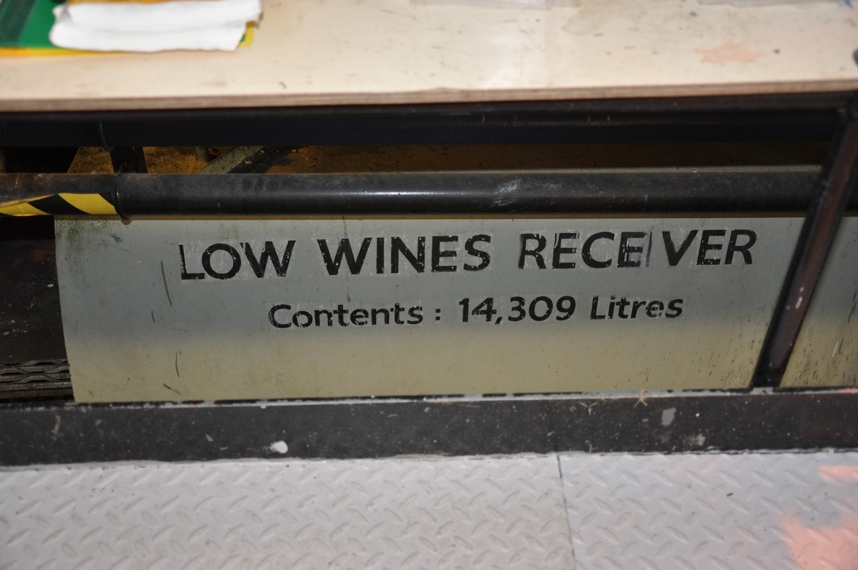 LOW WINES RECEIVER
Contents : 14,309 Litres